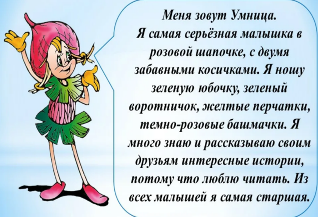 Меня зовут Умница.
Я самая серьёзная малышка в
розовой шапочке, с двумя
забавными косичками. Я ношу
зеленую юбочку, зеленый
воротничок, желтые перчатки,
темно-розовые башмачки. Я
много знаю и рассказываю своим
друзьям интересные истории,
потому что люблю читать. Из
всех малышей я самая старшая.